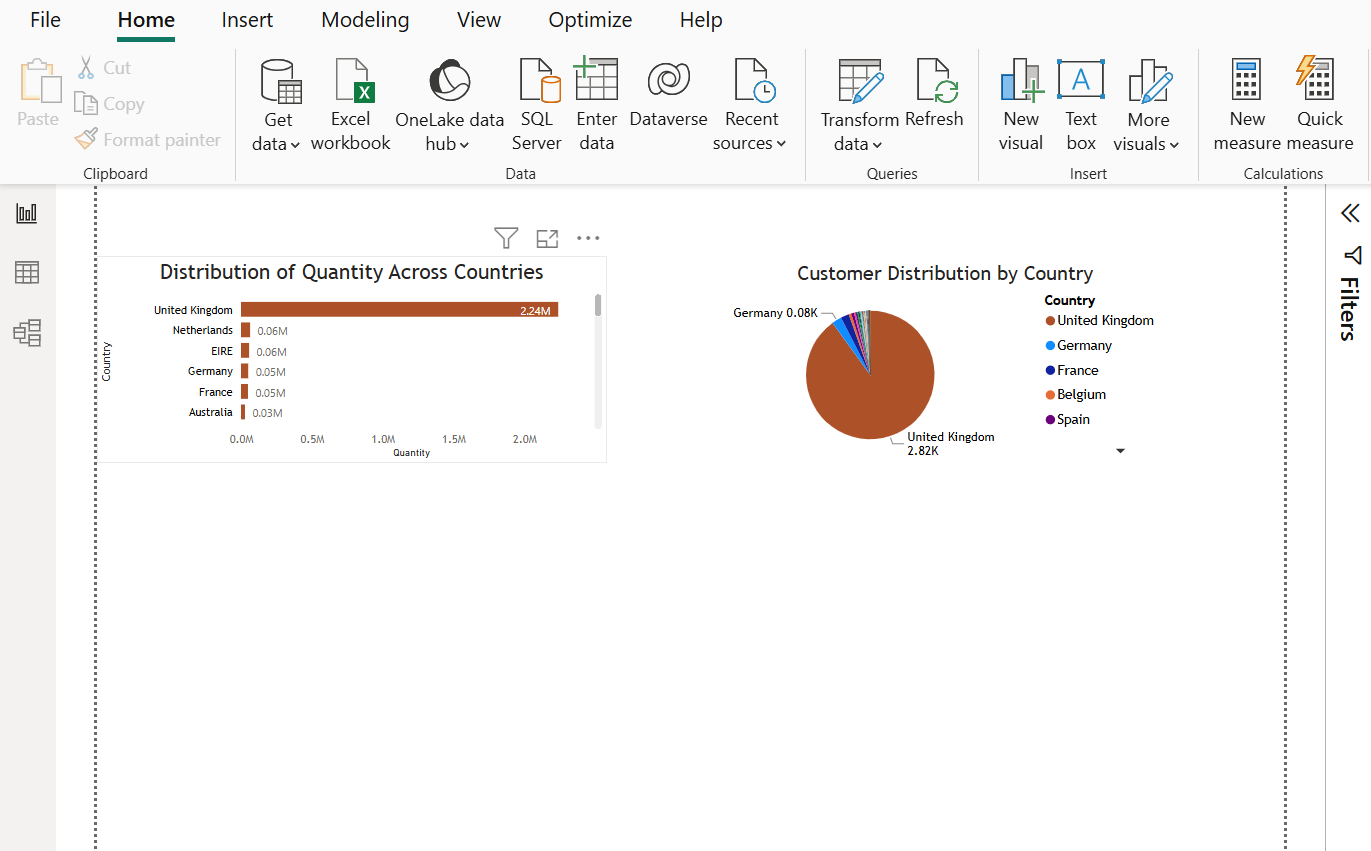 File Home Insert Modeling View Optimize Help
Paste
Cut
Copy
Format painter
Clipboard
Get
data
Excel
workbook
OneLake data
hub
SQL
Server
Enter
data
Dataverse
Recent
sources
Data
Transform
data
Refresh
Queries
New
visual
Text
box
More
visuals
Insert
New
measure
Quick
measure
Calculations
Distribution of Quantity Across Countries
Country
United Kingdom 2.24M
Netherlands 0.06M
EIRE 0.06M
Germany 0.05M
France 0.05M
Australia 0.03M
0.0M 0.5M 1.0M 1.5M 2.0M
Quantity
Customer Distribution by Country
Germany 0.08K
United Kingdom
2.82K
Country
United Kingdom
Germany
France
Belgium
Spain
Filters